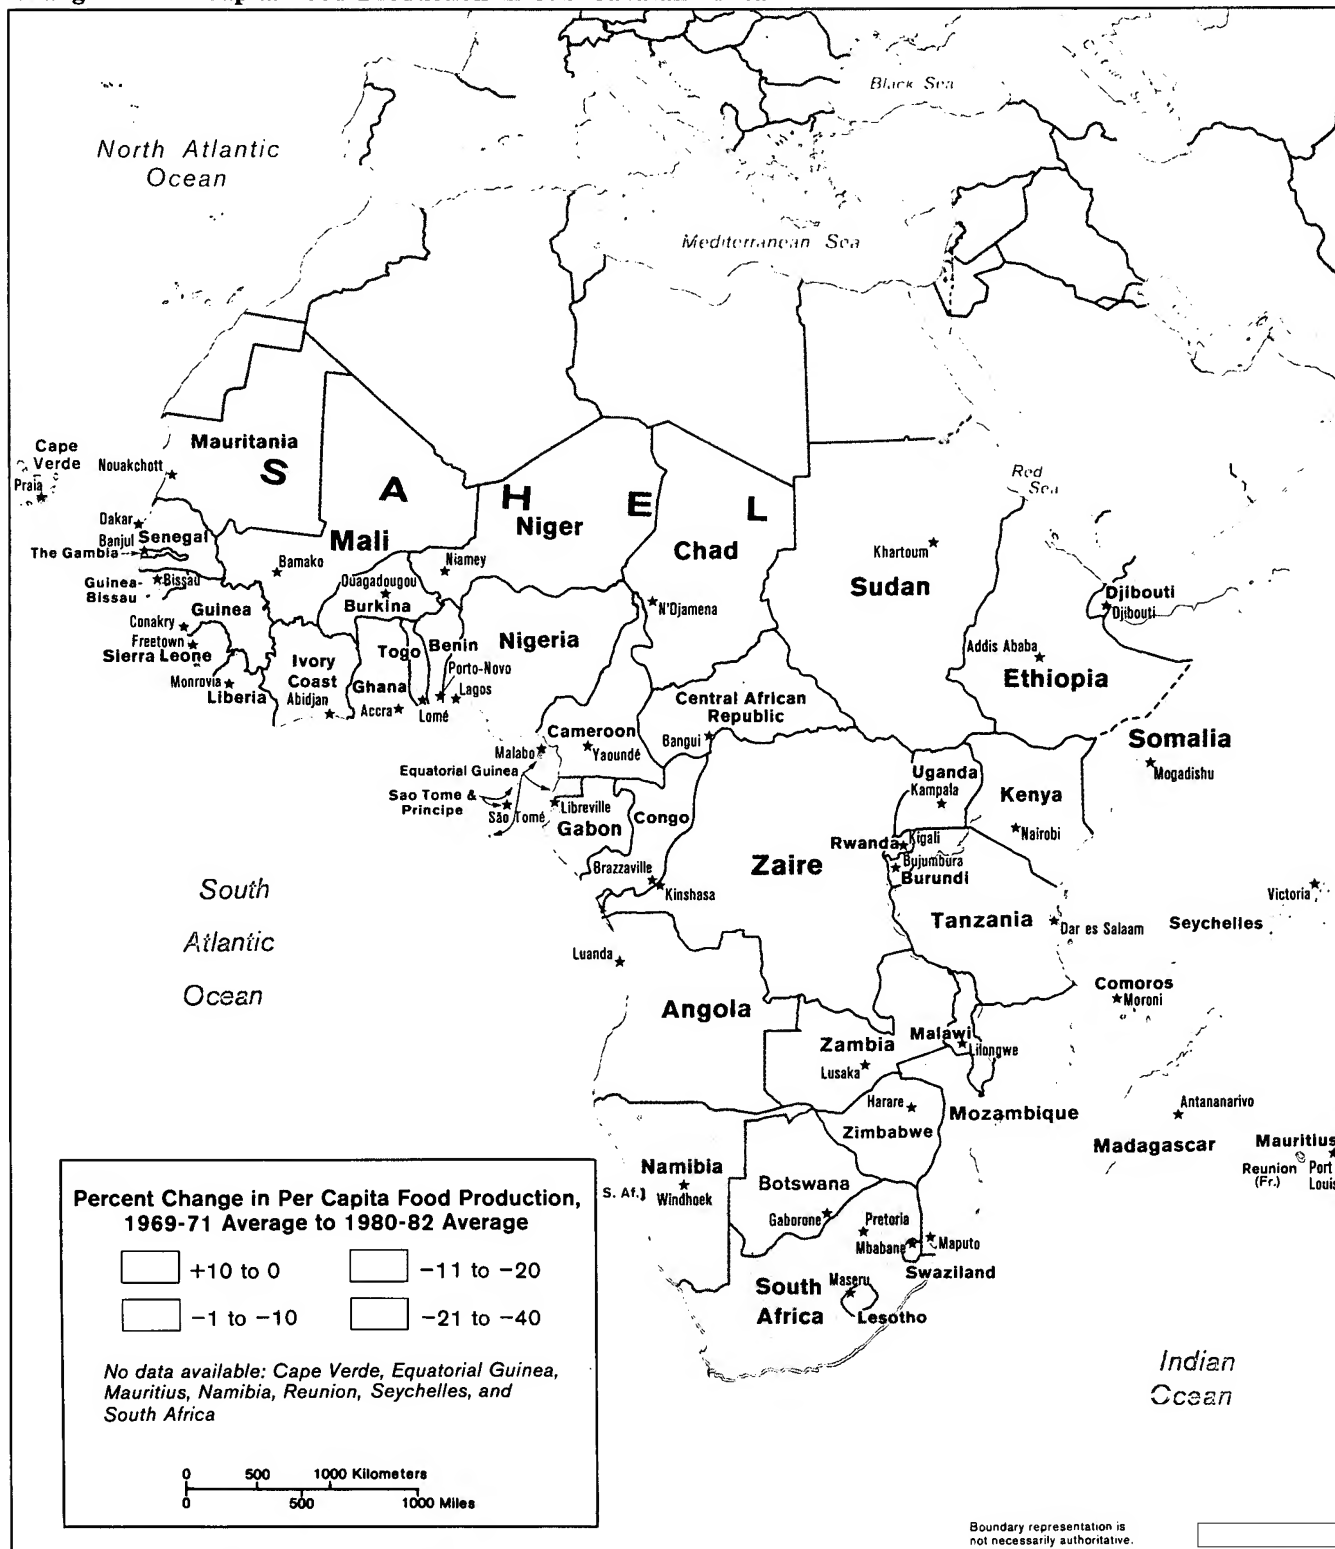 North Atlantic
Ocean
Black Sea
Mediterranean Sea
Red
Sea
Cape
Verde
Praia
Mauritania
Nouakchott
S A H E L
Dakar
Senegal
Banjul
The Gambia
Guinea-
Bissau
Bissau
Mali
Bamako
Niger
Niamey
Ouagadougou
Burkina
Chad
N'Djamena
Sudan
Khartoum
Djibouti
Djibouti
Addis Ababa
Ethiopia
Guinea
Conakry
Freetown
Sierra Leone
Monrovia
Liberia
Ivory
Coast
Abidjan
Ghana
Accra
Togo
Lomé
Benin
Porto-Novo
Lagos
Nigeria
Central African
Republic
Bangui
Cameroon
Yaoundé
Malabo
Equatorial Guinea
Sao Tome &
Principe
São Tomé
Libreville
Gabon
Congo
Brazzaville
Kinshasa
Zaire
Uganda
Kampala
Kenya
Nairobi
Somalia
Mogadishu
Rwanda
Kigali
Bujumbura
Burundi
Tanzania
Dar es Salaam
Victoria
Seychelles
South
Atlantic
Ocean
Luanda
Angola
Comoros
Moroni
Zambia
Lusaka
Malawi
Lilongwe
Harare
Zimbabwe
Mozambique
Antananarivo
Madagascar
Mauritius
Reunion
(Fr.)
Port
Louis
Namibia
S. Af.)
Windhoek
Botswana
Gaborone
Pretoria
Mbabane
Maputo
Swaziland
South
Africa
Maseru
Lesotho
Indian
Ocean
Percent Change in Per Capita Food Production,
1969-71 Average to 1980-82 Average
+10 to 0
−11 to −20
−1 to −10
−21 to −40
No data available: Cape Verde, Equatorial Guinea,
Mauritius, Namibia, Reunion, Seychelles, and
South Africa
0 500 1000 Kilometers
0 500 1000 Miles
Boundary representation is
not necessarily authoritative.